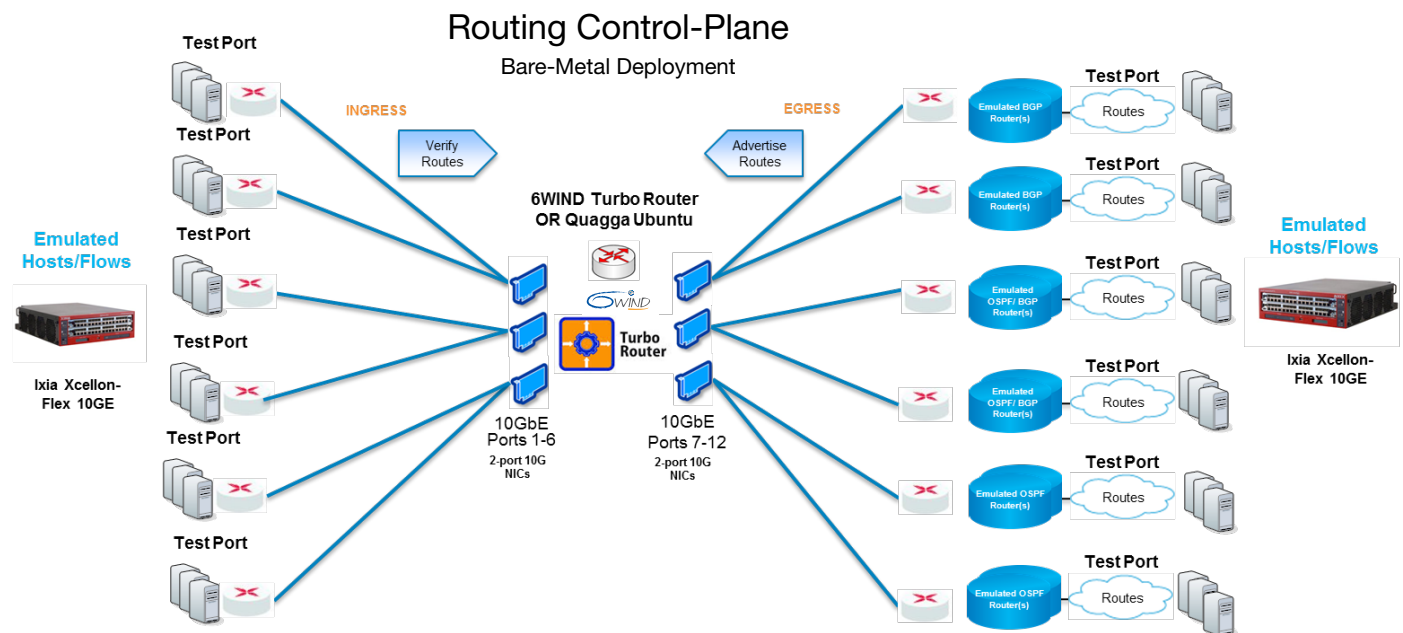 Routing Control-Plane
Bare-Metal Deployment
Test Port
Test Port
Test Port
Test Port
Test Port
Test Port
Emulated
Hosts/Flows
Ixia Xcellon-
Flex 10GE
INGRESS
Verify
Routes
6WIND Turbo Router
OR Quagga Ubuntu
6WIND
Turbo
Router
10GbE
Ports 1-6
2-port 10G
NICs
10GbE
Ports 7-12
2-port 10G
NICs
EGRESS
Advertise
Routes
Emulated BGP
Router(s)
Test Port
Routes
Emulated BGP
Router(s)
Test Port
Routes
Emulated
OSPF/ BGP
Router(s)
Test Port
Routes
Emulated
OSPF/ BGP
Router(s)
Test Port
Routes
Emulated OSPF
Router(s)
Test Port
Routes
Emulated OSPF
Router(s)
Test Port
Routes
Emulated
Hosts/Flows
Ixia Xcellon-
Flex 10GE